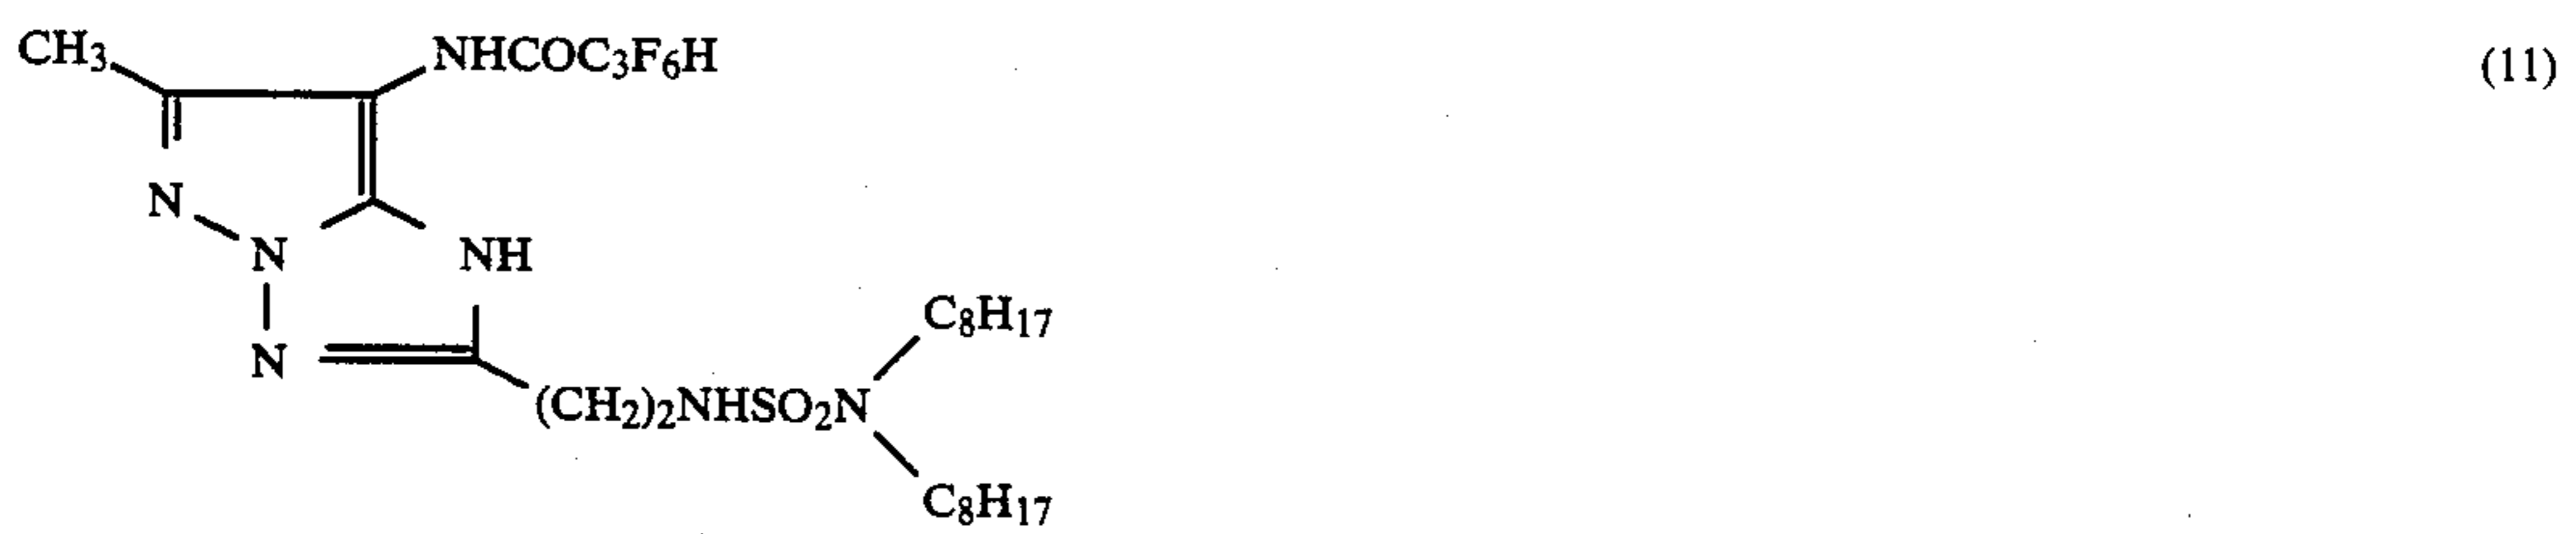 CH3 NHCOC3F6H (11)
N
N NH
C8H17
N
(CH2)2NHSO2N
C8H17